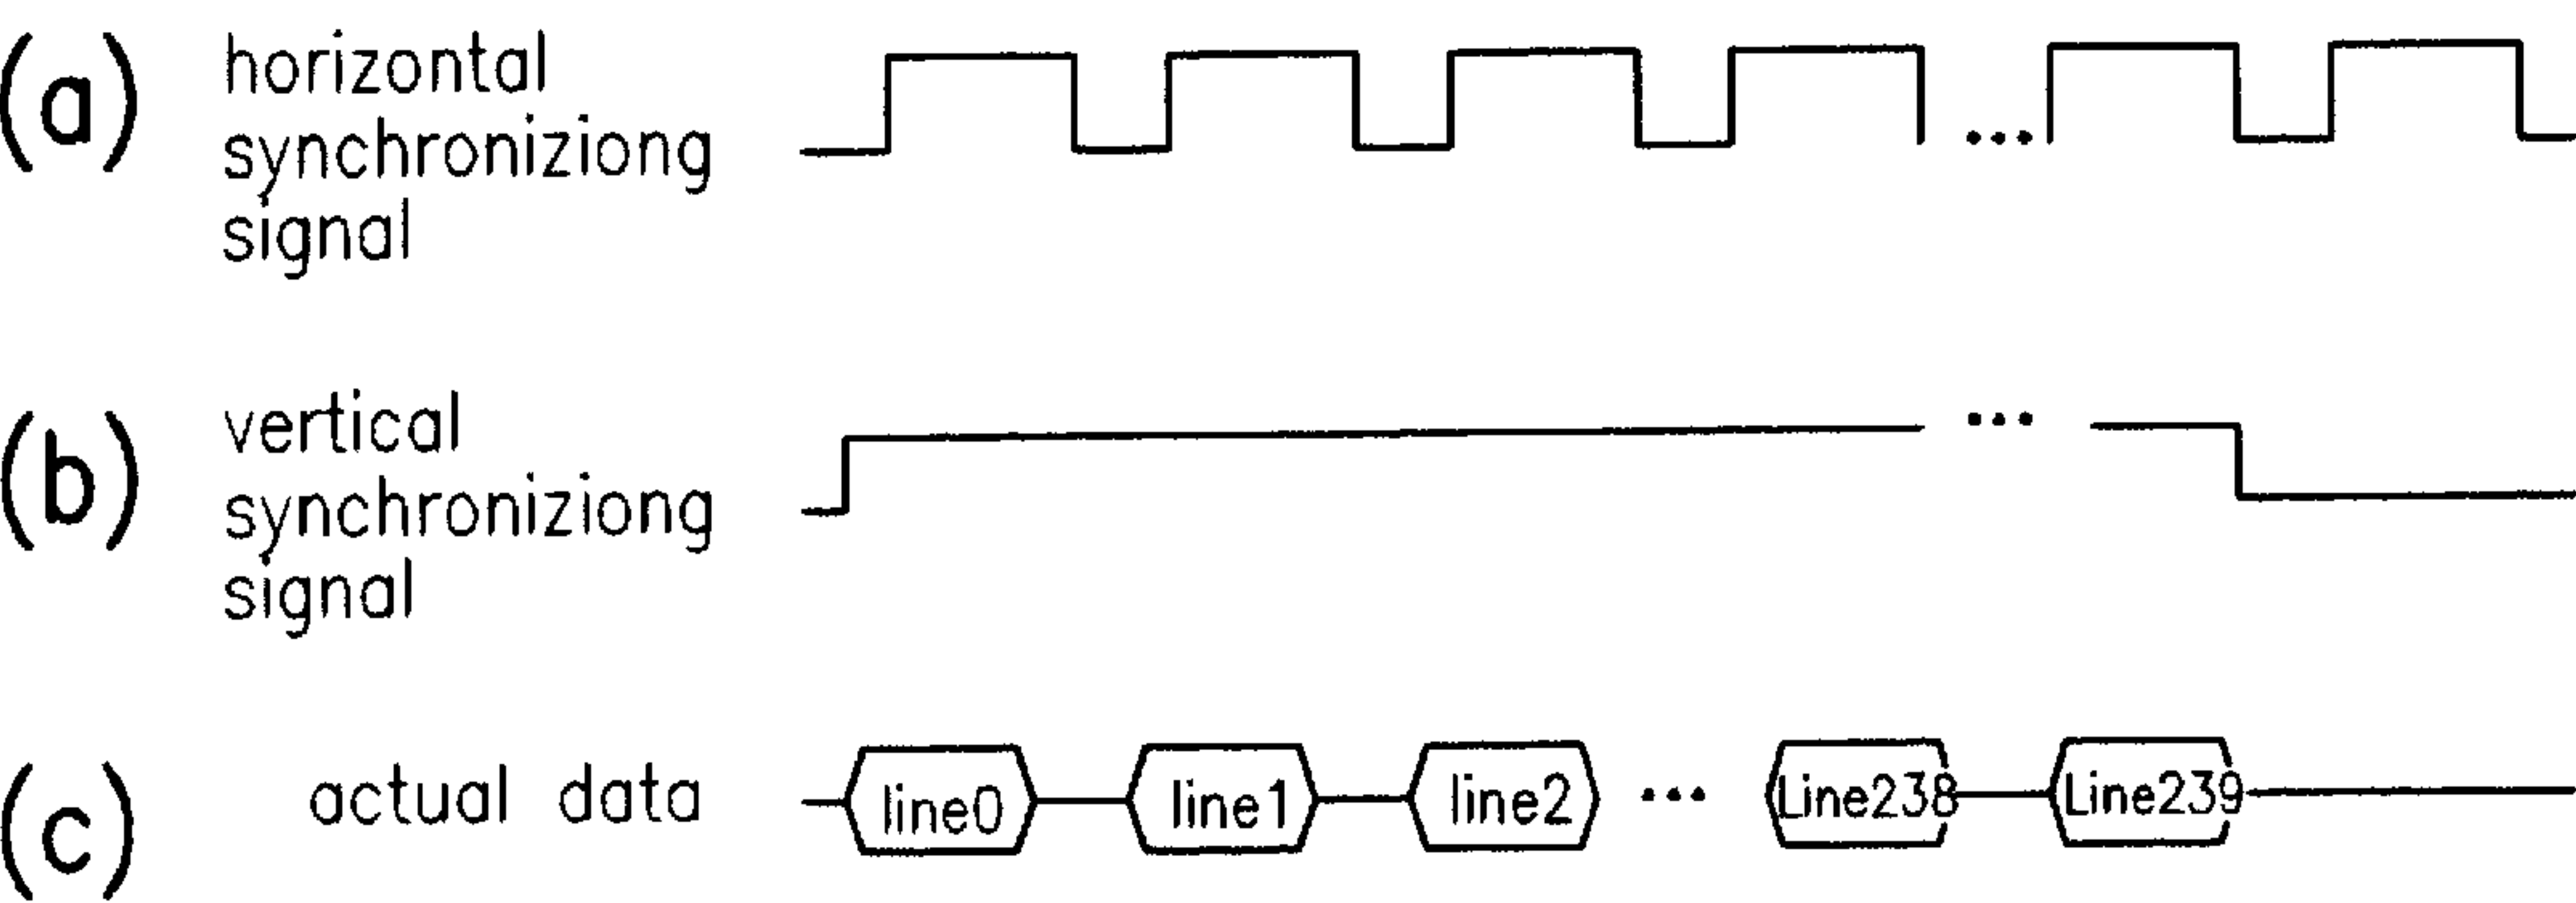 (a) horizontal
synchroniziong
signal
(b) vertical
synchroniziong
signal
(c) actual data line0 line1 line2 ... Line238 Line239